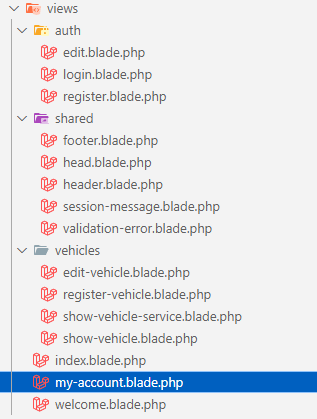 views
auth
edit.blade.php
login.blade.php
register.blade.php
shared
footer.blade.php
head.blade.php
header.blade.php
session-message.blade.php
validation-error.blade.php
vehicles
edit-vehicle.blade.php
register-vehicle.blade.php
show-vehicle-service.blade.php
show-vehicle.blade.php
index.blade.php
my-account.blade.php
welcome.blade.php